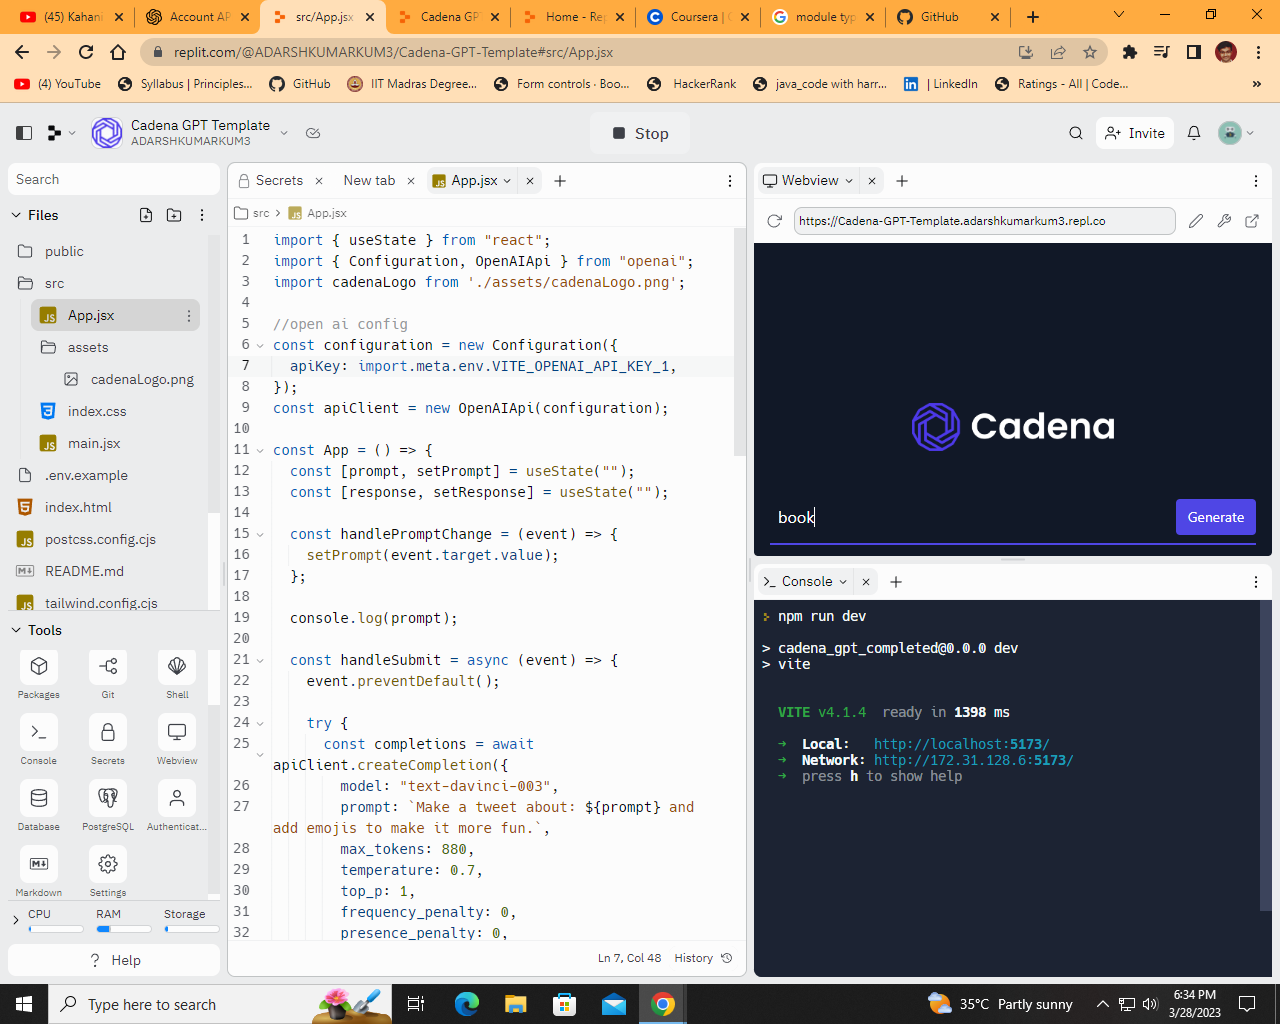 (45) Kahani
Account AP
src/App.jsx
Cadena GP
Home - Rep
Coursera | O
module typ
GitHub
replit.com/@ADARSHKUMARKUM3/Cadena-GPT-Template#src/App.jsx
(4) YouTube
Syllabus | Principles...
GitHub
IIT Madras Degree...
Form controls · Boo...
HackerRank
java_code with harr...
| LinkedIn
Ratings - All | Code...
»
Cadena GPT Template
ADARSHKUMARKUM3
Stop
Invite
Search
Files
public
src
App.jsx
assets
cadenaLogo.png
index.css
main.jsx
.env.example
index.html
postcss.config.cjs
README.md
tailwind.config.cjs
Tools
Packages
Git
Shell
Console
Secrets
Webview
Database
PostgreSQL
Authenticat...
Markdown
Settings
CPU
RAM
Storage
Help
Secrets
New tab
App.jsx
src > App.jsx
1 import { useState } from "react";
2 import { Configuration, OpenAIApi } from "openai";
3 import cadenaLogo from './assets/cadenaLogo.png';
4
5 //open ai config
6 const configuration = new Configuration({
7 apiKey: import.meta.env.VITE_OPENAI_API_KEY_1,
8 });
9 const apiClient = new OpenAIApi(configuration);
10
11 const App = () => {
12 const [prompt, setPrompt] = useState("");
13 const [response, setResponse] = useState("");
14
15 const handlePromptChange = (event) => {
16 setPrompt(event.target.value);
17 };
18
19 console.log(prompt);
20
21 const handleSubmit = async (event) => {
22 event.preventDefault();
23
24 try {
25 const completions = await
apiClient.createCompletion({
26 model: "text-davinci-003",
27 prompt: `Make a tweet about: ${prompt} and
add emojis to make it more fun.`,
28 max_tokens: 880,
29 temperature: 0.7,
30 top_p: 1,
31 frequency_penalty: 0,
32 presence_penalty: 0,
Ln 7, Col 48 History
Webview
https://Cadena-GPT-Template.adarshkumarkum3.repl.co
Cadena
book
Generate
Console
npm run dev
> cadena_gpt_completed@0.0.0 dev
> vite
VITE v4.1.4 ready in 1398 ms
➜ Local: http://localhost:5173/
➜ Network: http://172.31.128.6:5173/
➜ press h to show help
Type here to search
35°C Partly sunny
6:34 PM
3/28/2023